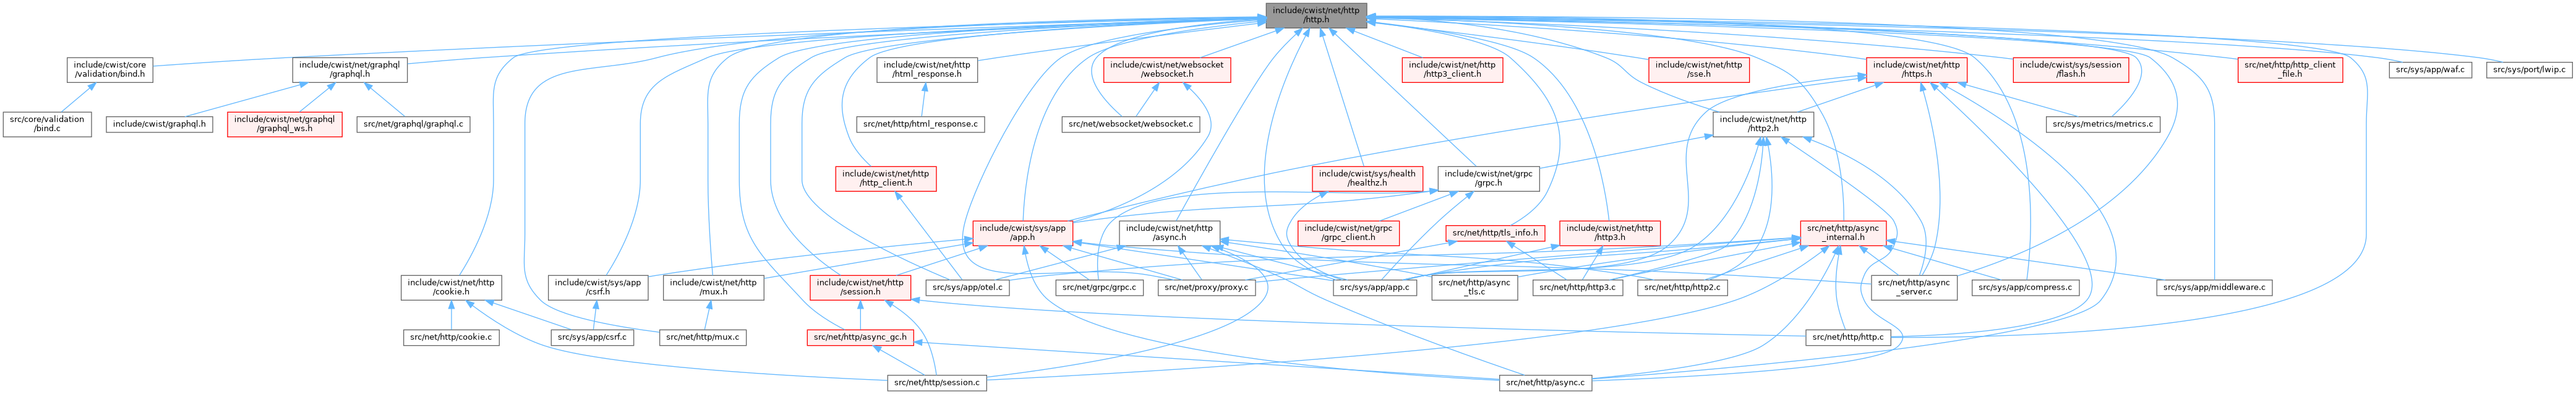 include/cwist/net/http
/http.h
include/cwist/core
/validation/bind.h
include/cwist/net/graphql
/graphql.h
include/cwist/net/http
/html_response.h
include/cwist/net/websocket
/websocket.h
include/cwist/net/http
/http3_client.h
include/cwist/net/http
/sse.h
include/cwist/net/http
/https.h
include/cwist/sys/session
/flash.h
src/net/http/http_client
_file.h
src/sys/app/waf.c
src/sys/port/lwip.c
src/core/validation
/bind.c
include/cwist/graphql.h
include/cwist/net/graphql
/graphql_ws.h
src/net/graphql/graphql.c
src/net/http/html_response.c
src/net/websocket/websocket.c
include/cwist/net/http
/http2.h
src/sys/metrics/metrics.c
include/cwist/net/http
/http_client.h
include/cwist/sys/health
/healthz.h
include/cwist/net/grpc
/grpc.h
include/cwist/sys/app
/app.h
include/cwist/net/http
/async.h
include/cwist/net/grpc
/grpc_client.h
src/net/http/tls_info.h
include/cwist/net/http
/http3.h
src/net/http/async
_internal.h
include/cwist/net/http
/cookie.h
include/cwist/sys/app
/csrf.h
include/cwist/net/http
/mux.h
include/cwist/net/http
/session.h
src/sys/app/otel.c
src/net/grpc/grpc.c
src/net/proxy/proxy.c
src/sys/app/app.c
src/net/http/async
_tls.c
src/net/http/http3.c
src/net/http/http2.c
src/net/http/async
_server.c
src/sys/app/compress.c
src/sys/app/middleware.c
src/net/http/cookie.c
src/sys/app/csrf.c
src/net/http/mux.c
src/net/http/async_gc.h
src/net/http/http.c
src/net/http/session.c
src/net/http/async.c